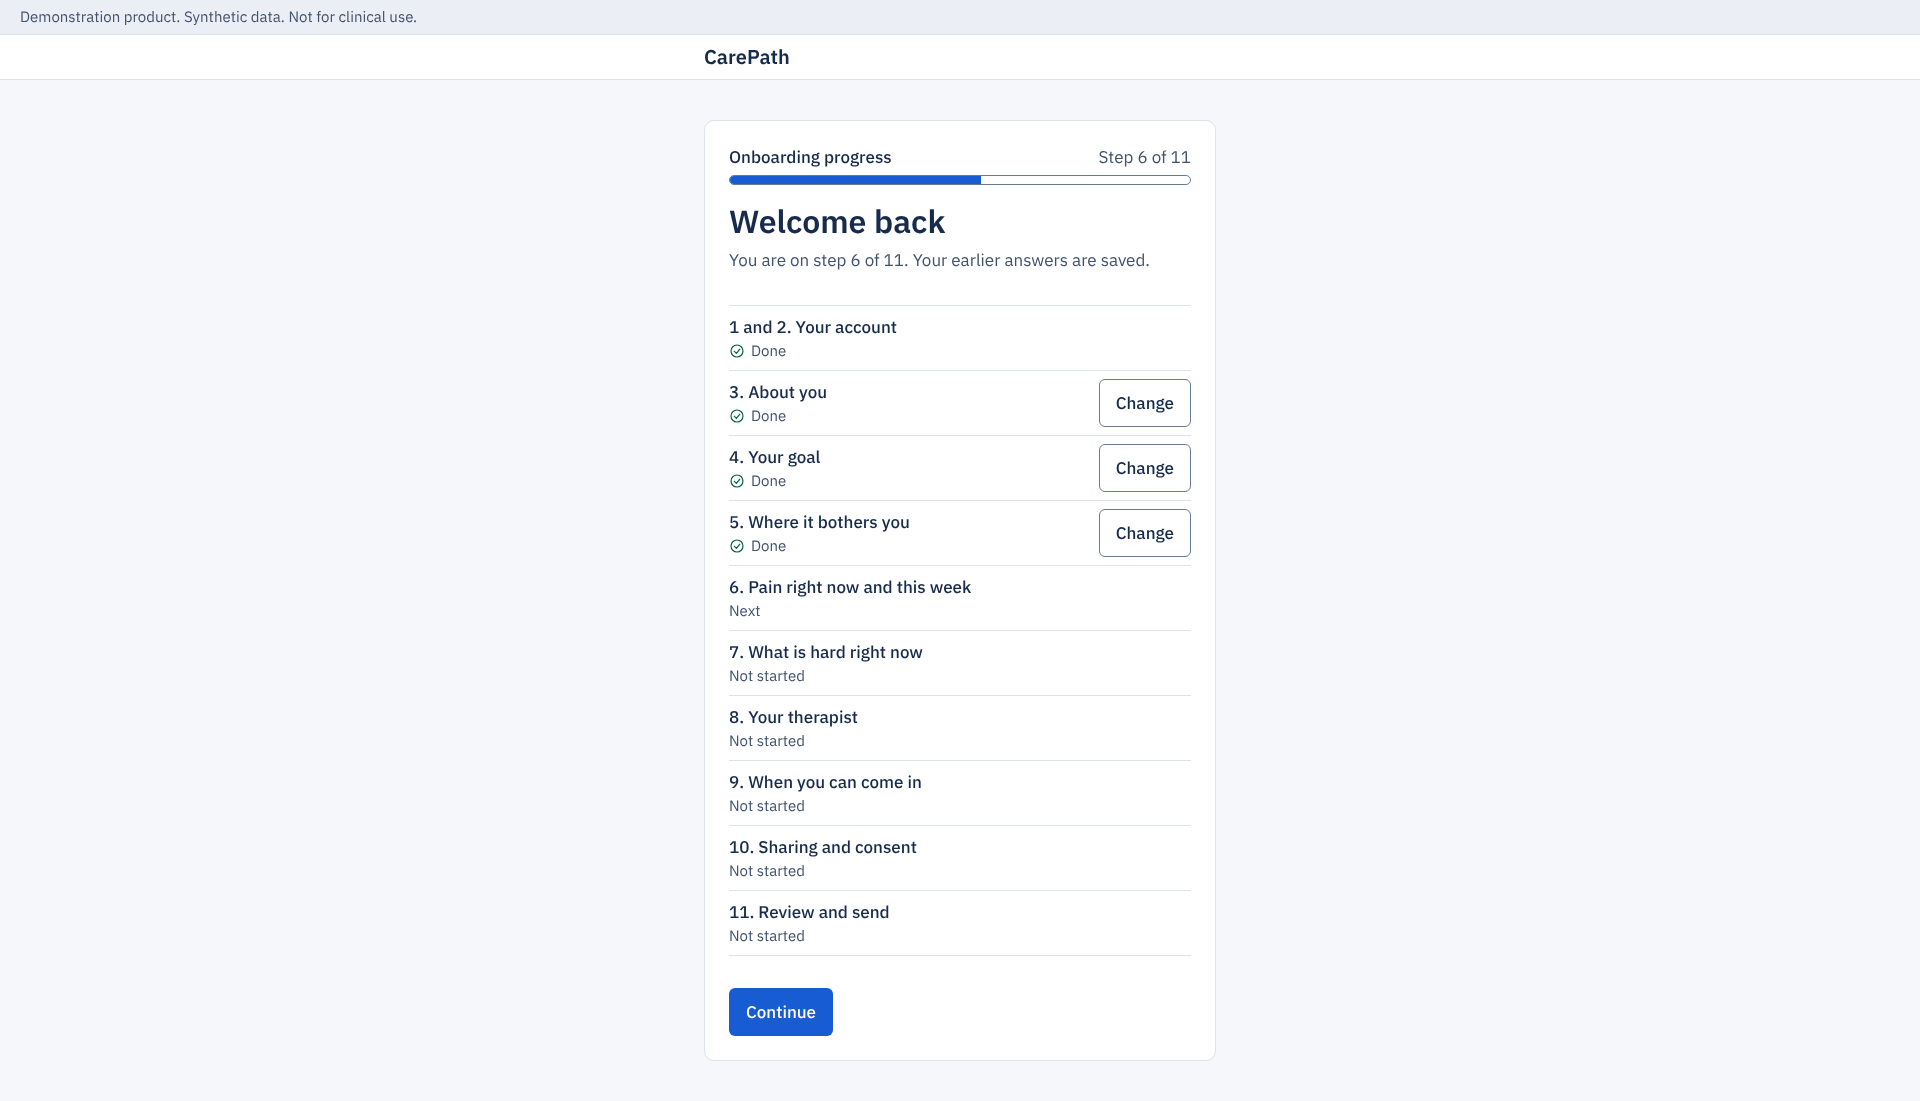 Demonstration product. Synthetic data. Not for clinical use.
CarePath
Onboarding progress
Step 6 of 11
Welcome back
You are on step 6 of 11. Your earlier answers are saved.
1 and 2. Your account
Done
3. About you
Done
Change
4. Your goal
Done
Change
5. Where it bothers you
Done
Change
6. Pain right now and this week
Next
7. What is hard right now
Not started
8. Your therapist
Not started
9. When you can come in
Not started
10. Sharing and consent
Not started
11. Review and send
Not started
Continue